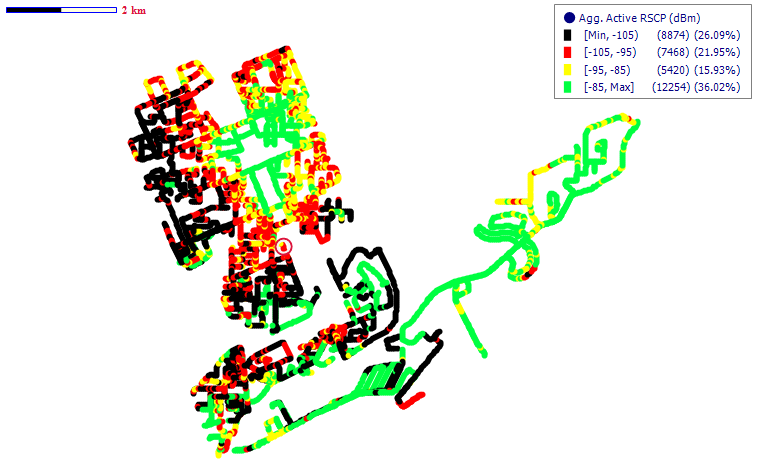 2 km
Agg. Active RSCP (dBm)
[Min, -105) (8874) (26.09%)
[-105, -95) (7468) (21.95%)
[-95, -85) (5420) (15.93%)
[-85, Max] (12254) (36.02%)